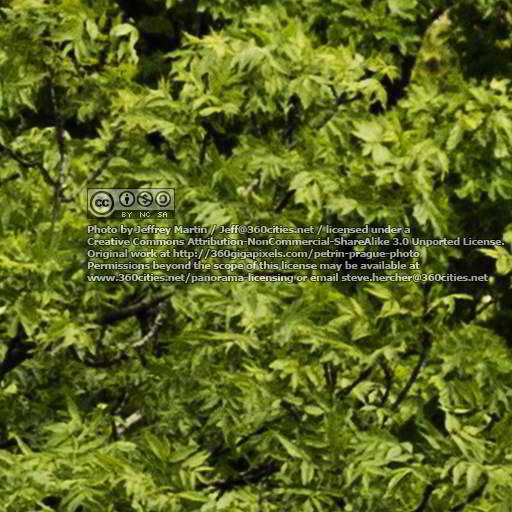 cc BY NC SA
Photo by Jeffrey Martin / Jeff@360cities.net / licensed under a
Creative Commons Attribution-NonCommercial-ShareAlike 3.0 Unported License.
Original work at http://360gigapixels.com/petrin-prague-photo
Permissions beyond the scope of this license may be available at
www.360cities.net/panorama-licensing or email steve.hercher@360cities.net